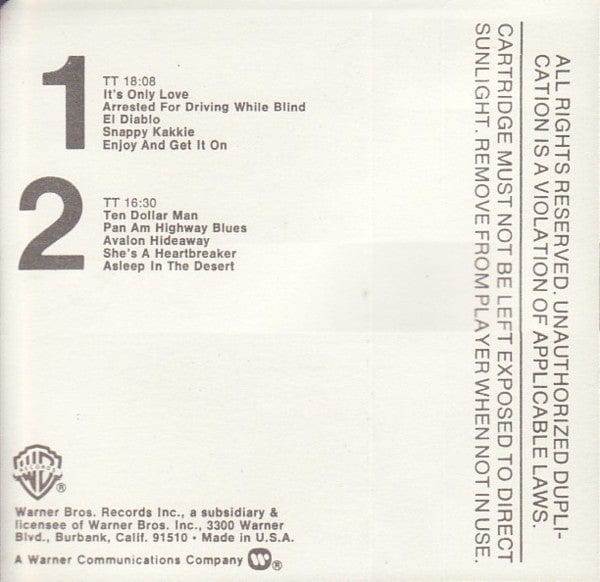 1
TT 18:08
It's Only Love
Arrested For Driving While Blind
El Diablo
Snappy Kakkie
Enjoy And Get It On
2
TT 16:30
Ten Dollar Man
Pan Am Highway Blues
Avalon Hideaway
She's A Heartbreaker
Asleep In The Desert
WB
RECORDS
®
Warner Bros. Records Inc., a subsidiary &
licensee of Warner Bros. Inc., 3300 Warner
Blvd., Burbank, Calif. 91510 • Made in U.S.A.
A Warner Communications Company ®
ALL RIGHTS RESERVED. UNAUTHORIZED DUPLI-
CATION IS A VIOLATION OF APPLICABLE LAWS.
CARTRIDGE MUST NOT BE LEFT EXPOSED TO DIRECT
SUNLIGHT. REMOVE FROM PLAYER WHEN NOT IN USE.